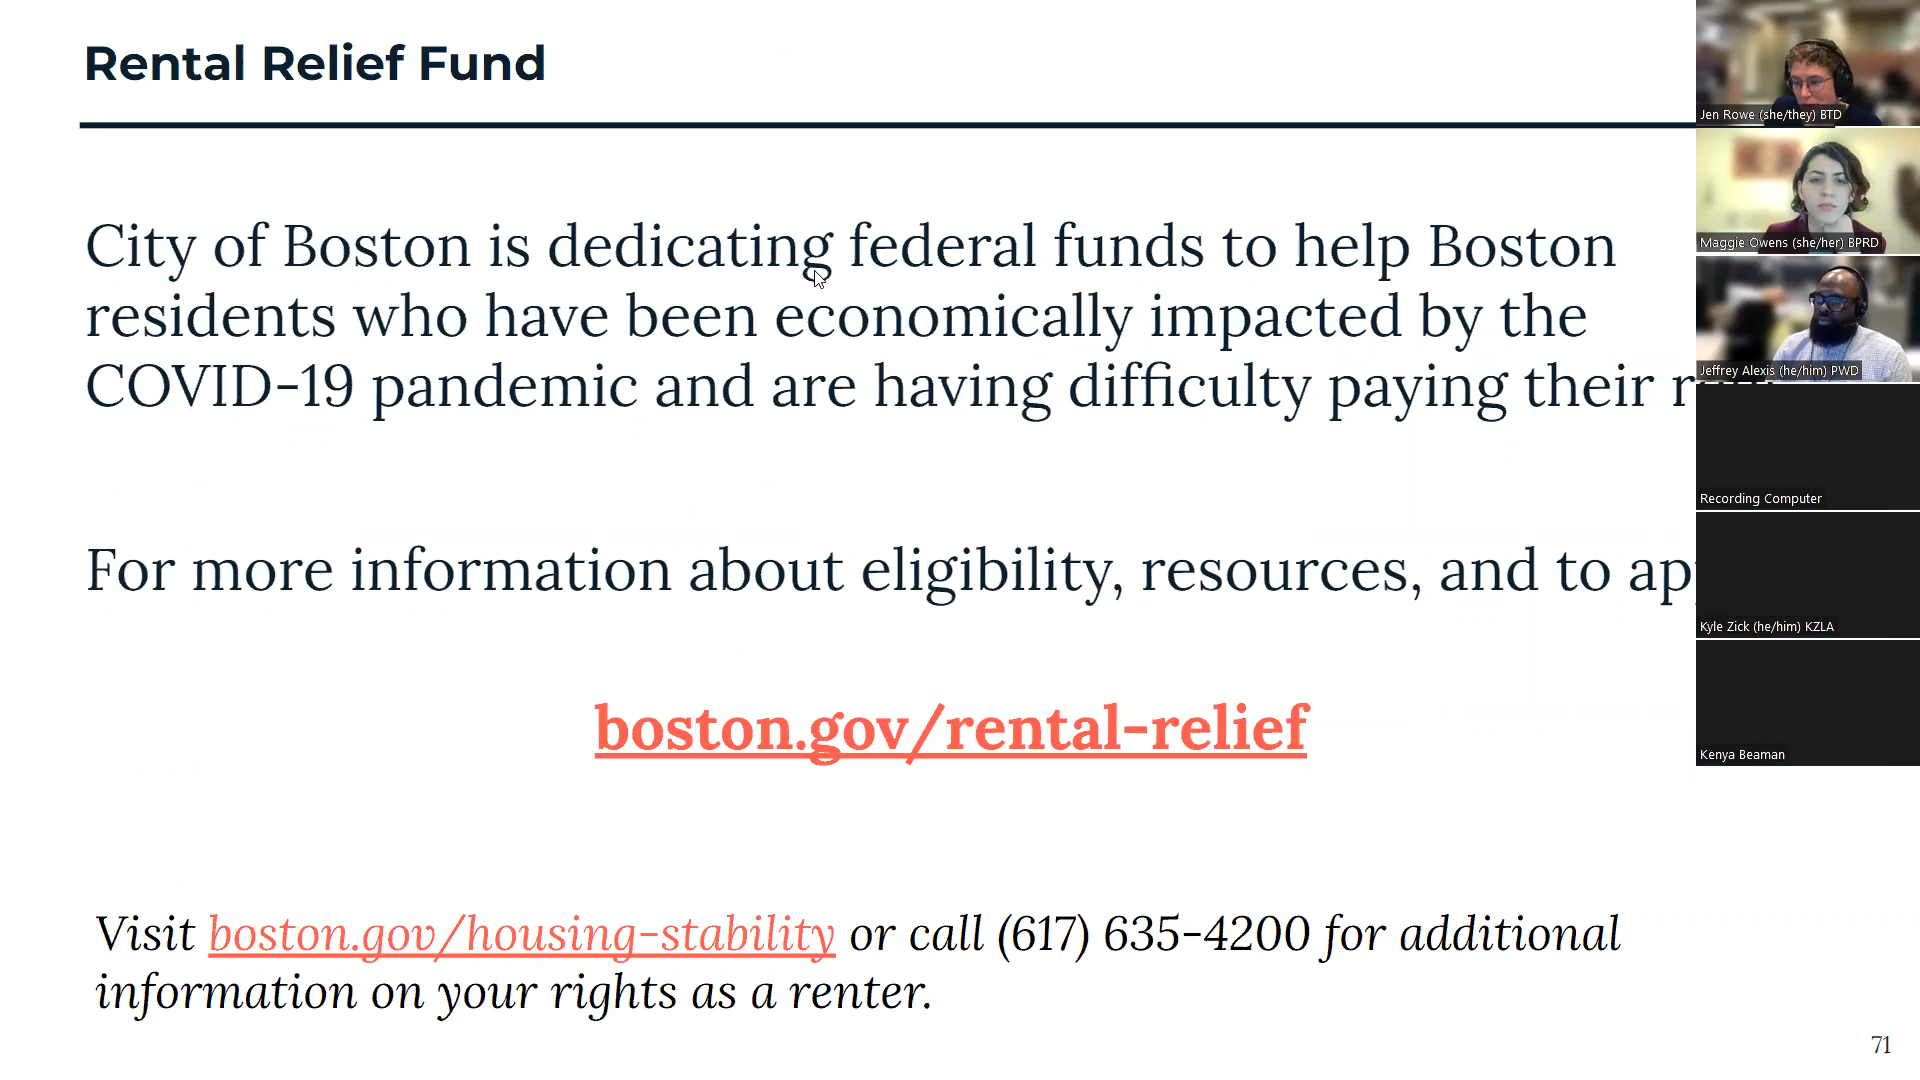 Rental Relief Fund
City of Boston is dedicating federal funds to help Boston
residents who have been economically impacted by the
COVID-19 pandemic and are having difficulty paying their
For more information about eligibility, resources, and to
boston.gov/rental-relief
Visit boston.gov/housing-stability or call (617) 635-4200 for additional
information on your rights as a renter.
71
Jen Rowe (she/they) BTD
Maggie Owens (she/her) BPRD
Jeffrey Alexis (he/him) PWD
Recording Computer
Kyle Zick (he/him) KZLA
Kenya Beaman